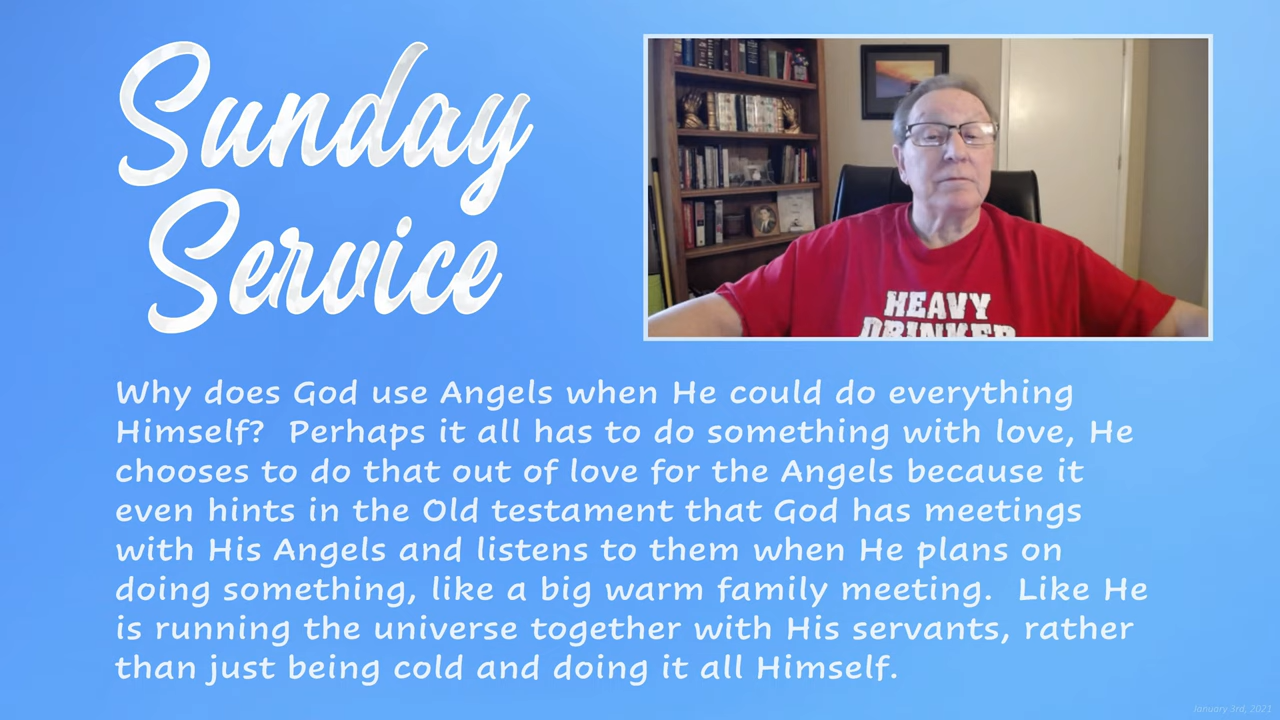 Sunday
Service
HEAVY
DRINKER
Why does God use Angels when He could do everything
Himself?  Perhaps it all has to do something with love, He
chooses to do that out of love for the Angels because it
even hints in the Old testament that God has meetings
with His Angels and listens to them when He plans on
doing something, like a big warm family meeting.  Like He
is running the universe together with His servants, rather
than just being cold and doing it all Himself.
January 3rd, 2021